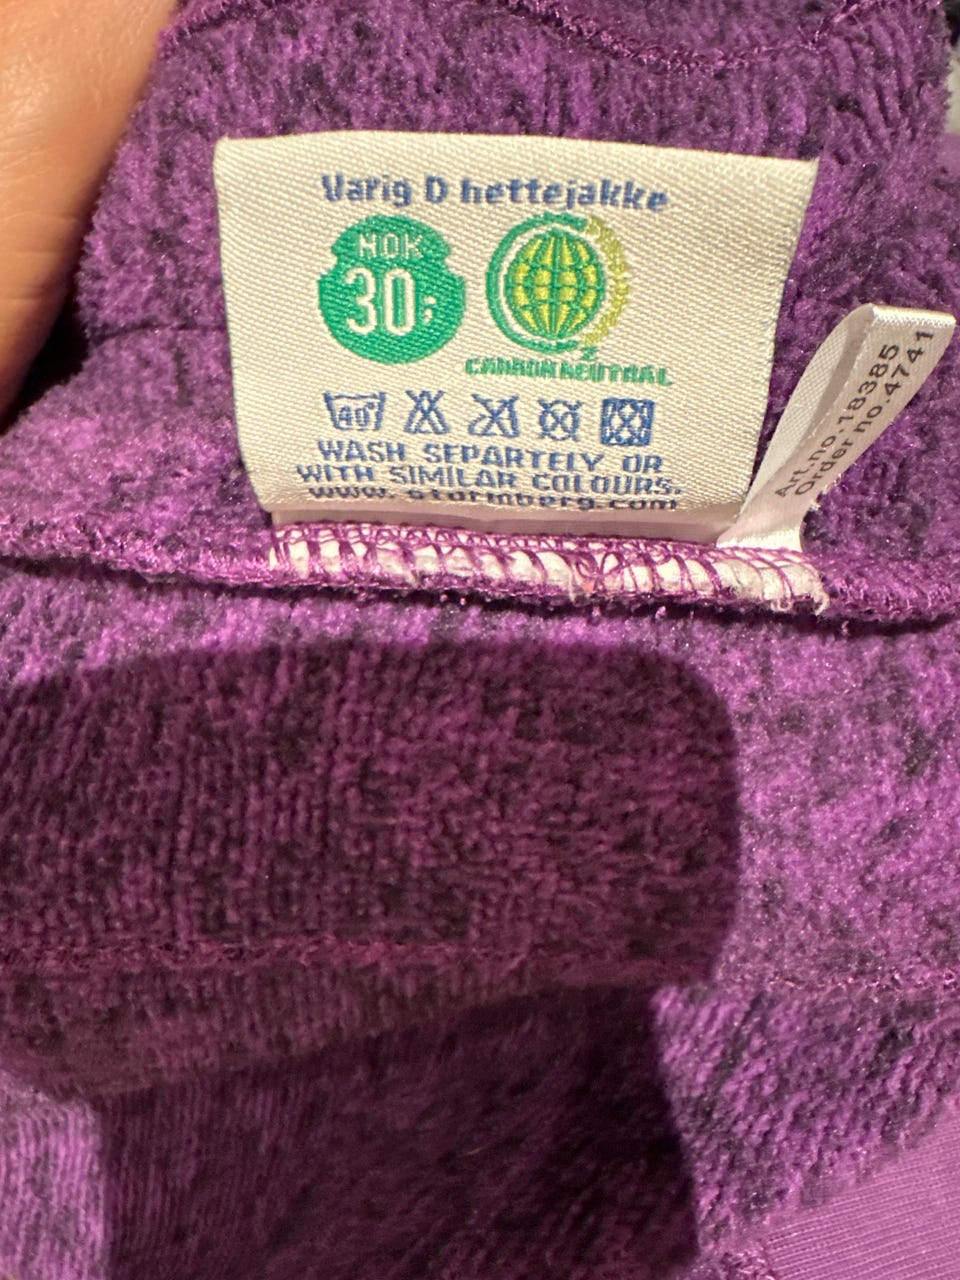 Varig D hettejakke
NOK
30,-
CARBON NEUTRAL
40°
WASH SEPARTELY OR
WITH SIMILAR COLOURS.
www.stormberg.com
Art.no.18385
Order no.4741